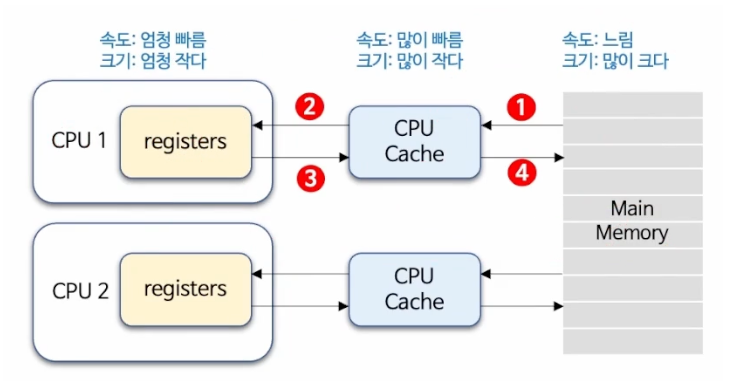 속도: 엄청 빠름
크기: 엄청 작다
속도: 많이 빠름
크기: 많이 작다
속도: 느림
크기: 많이 크다
CPU 1
registers
2
3
CPU
Cache
1
4
Main
Memory
CPU 2
registers
CPU
Cache